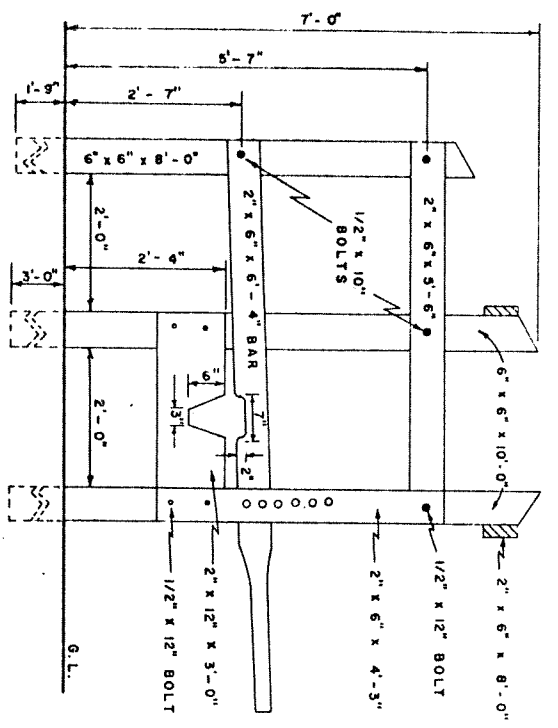 7'-0"
5'-7"
2'-7"
1'-9"
6" x 6" x 8'-0"
2'-0"
2'-4"
3'-0"
2" x 6" x 6'-4" BAR
1/2" x 10"
BOLTS
2" x 6" x 5'-6"
6" x 6" x 10'-0"
6"
3"
7"
2"
2'-0"
2" x 6" x 8'-0"
1/2" x 12" BOLT
2" x 6" x 4'-3"
2" x 12" x 3'-0"
1/2" x 12" BOLT
G.L.